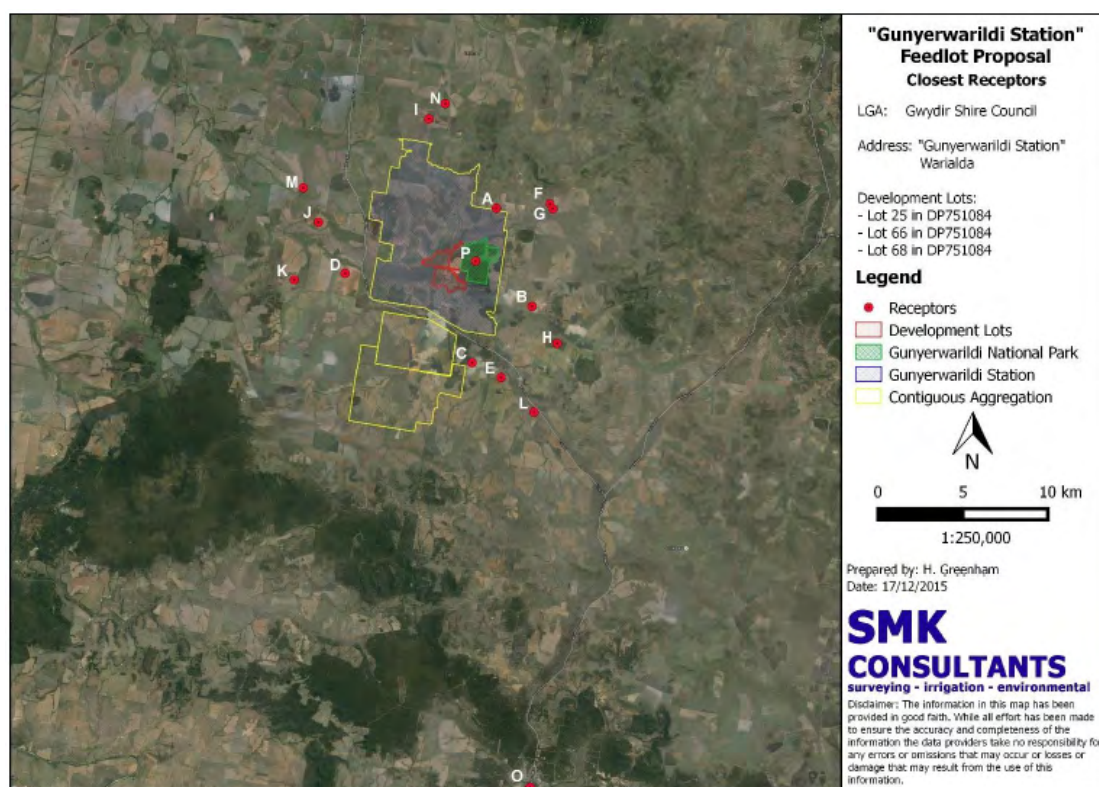 N
I
M
A
F
G
J
P
K
D
B
H
C
E
L
O
"Gunyerwarildi Station"
Feedlot Proposal
Closest Receptors
LGA: Gwydir Shire Council
Address: "Gunyerwarildi Station"
Warialda
Development Lots:
- Lot 25 in DP751084
- Lot 66 in DP751084
- Lot 68 in DP751084
Legend
Receptors
Development Lots
Gunyerwarildi National Park
Gunyerwarildi Station
Contiguous Aggregation
N
0 5 10 km
1:250,000
Prepared by: H. Greenham
Date: 17/12/2015
SMK
CONSULTANTS
surveying - irrigation - environmental
Disclaimer: The information in this map has been
provided in good faith. While all effort has been made
to ensure the accuracy and completeness of the
information the data providers take no responsibility for
any errors or omissions that may occur or losses or
damage that may result from the use of this
information.